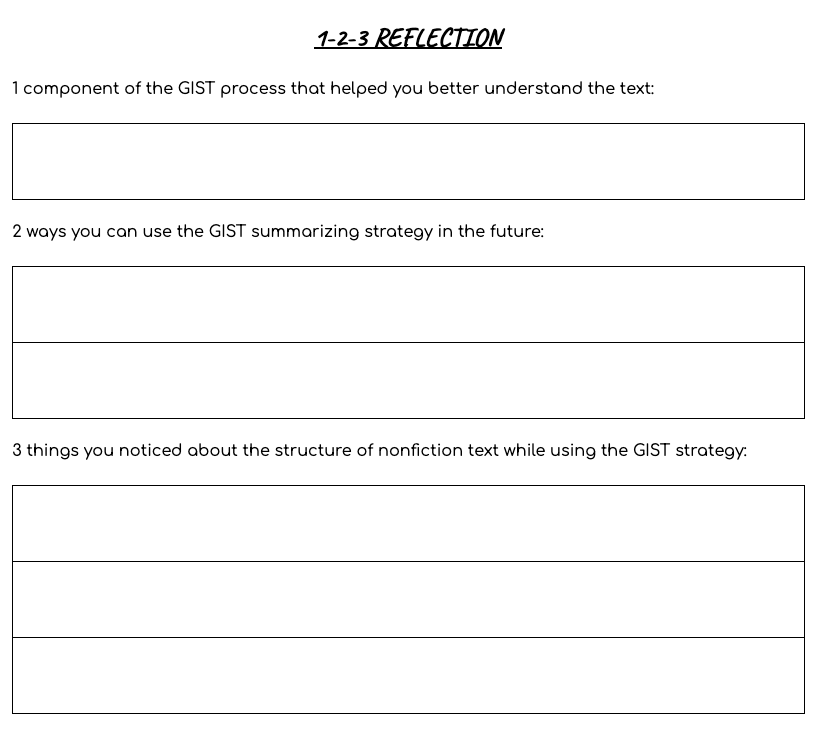 1-2-3 REFLECTION
1 component of the GIST process that helped you better understand the text:
2 ways you can use the GIST summarizing strategy in the future:
3 things you noticed about the structure of nonfiction text while using the GIST strategy: